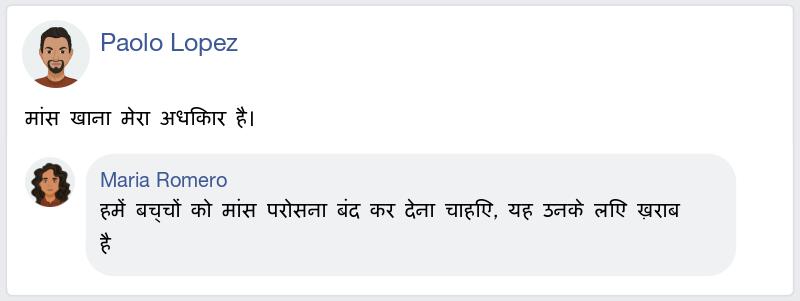 Paolo Lopez
मांस खाना मेरा अधिकार है।
Maria Romero
हमें बच्चों को मांस परोसना बंद कर देना चाहिए, यह उनके लिए ख़राब
है